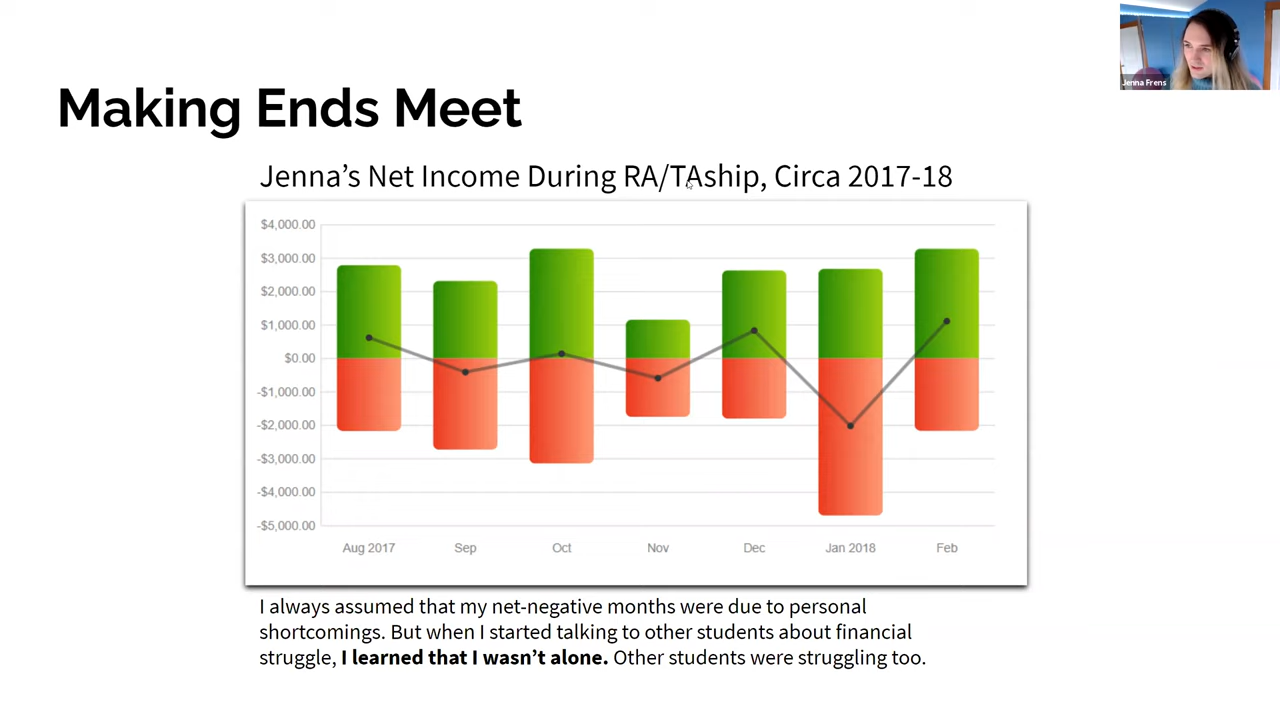 Jenna Frens
Making Ends Meet
Jenna’s Net Income During RA/TAship, Circa 2017-18
$4,000.00
$3,000.00
$2,000.00
$1,000.00
$0.00
-$1,000.00
-$2,000.00
-$3,000.00
-$4,000.00
-$5,000.00
Aug 2017 Sep Oct Nov Dec Jan 2018 Feb
I always assumed that my net-negative months were due to personal
shortcomings. But when I started talking to other students about financial
struggle, I learned that I wasn’t alone. Other students were struggling too.